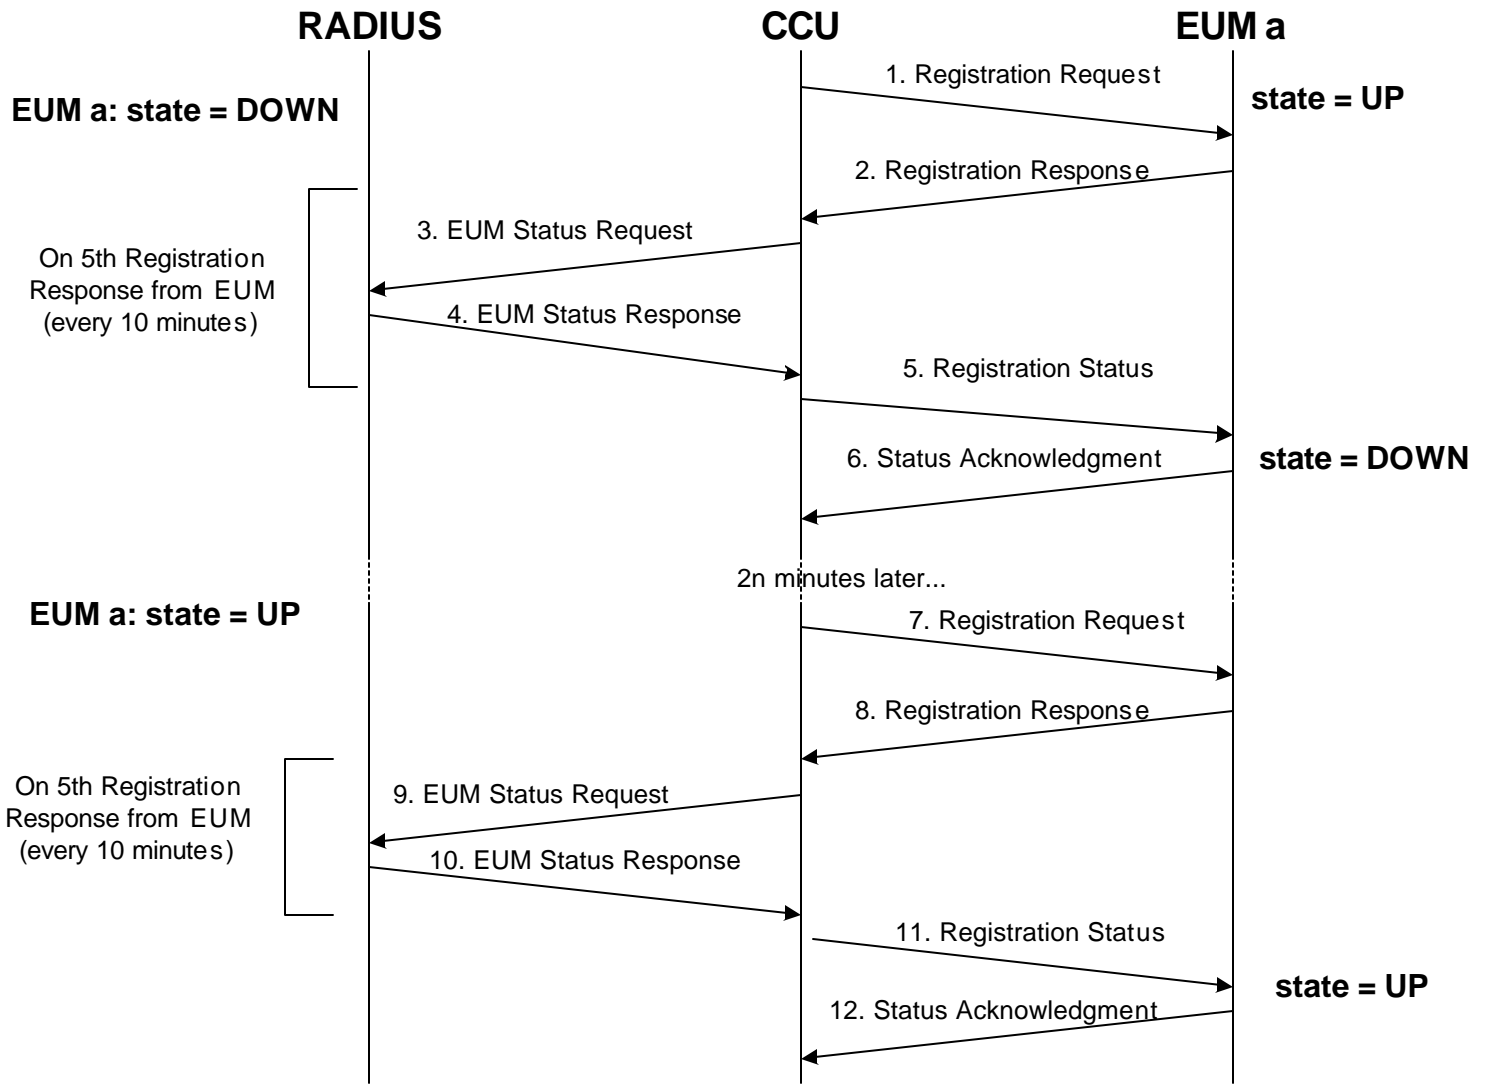 RADIUS
CCU
EUM a
1. Registration Request
EUM a: state = DOWN
state = UP
2. Registration Response
3. EUM Status Request
On 5th Registration
Response from EUM
(every 10 minutes)
4. EUM Status Response
5. Registration Status
6. Status Acknowledgment
state = DOWN
2n minutes later...
EUM a: state = UP
7. Registration Request
8. Registration Response
On 5th Registration
Response from EUM
(every 10 minutes)
9. EUM Status Request
10. EUM Status Response
11. Registration Status
state = UP
12. Status Acknowledgment